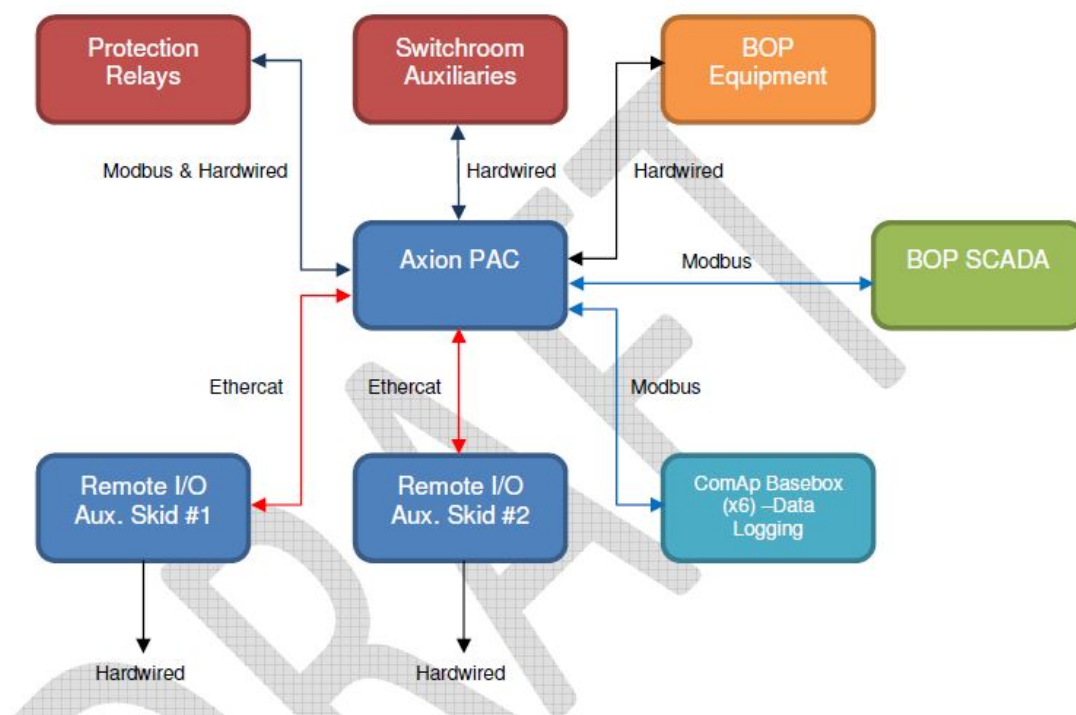 Protection
Relays
Switchroom
Auxiliaries
BOP
Equipment
Modbus & Hardwired
Hardwired
Hardwired
Axion PAC
Modbus
BOP SCADA
Ethercat
Ethercat
Modbus
Remote I/O
Aux. Skid #1
Remote I/O
Aux. Skid #2
ComAp Basebox
(x6) –Data
Logging
Hardwired
Hardwired
DRAFT